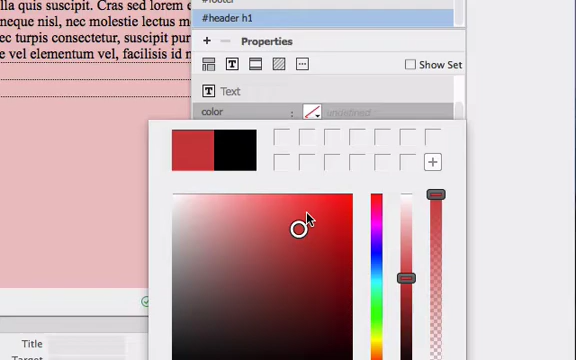 lla quis suscipit. Cras sed lorem e
neque nisl, nec molestie lectus m
ec turpis consectetur, suscipit pur
e vel elementum vel, facilisis id m
#footer
#header h1
+ − Properties
T Show Set
T Text
color : undefined
+
Title
Target